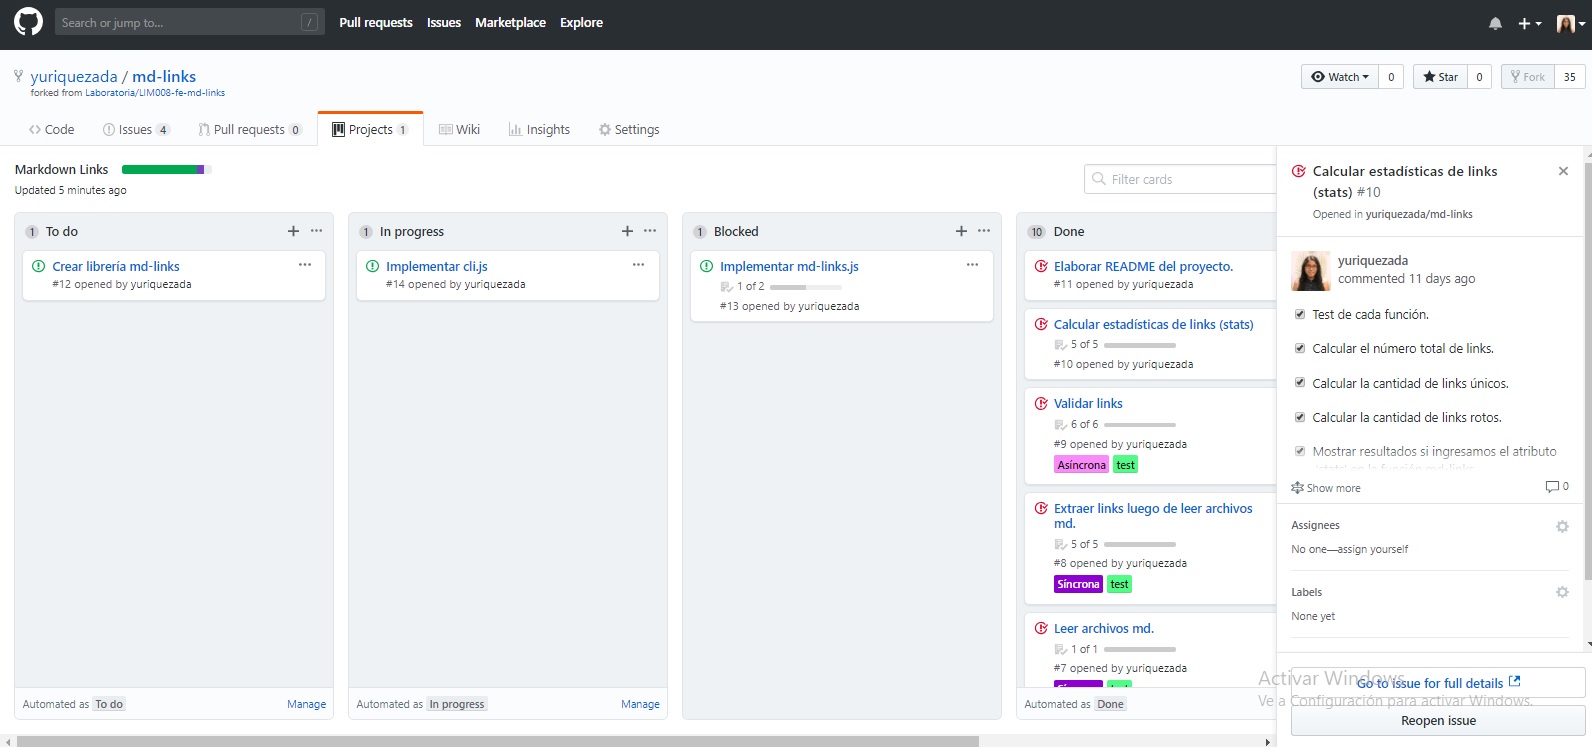 Search or jump to...
/
Pull requests
Issues
Marketplace
Explore
yuriquezada / md-links
forked from Laboratoria/LIM008-fe-md-links
Watch 0
Star 0
Fork 35
Code
Issues 4
Pull requests 0
Projects 1
Wiki
Insights
Settings
Markdown Links
Updated 5 minutes ago
Filter cards
1 To do
Crear librería md-links
#12 opened by yuriquezada
Automated as To do
Manage
1 In progress
Implementar cli.js
#14 opened by yuriquezada
Automated as In progress
Manage
1 Blocked
Implementar md-links.js
1 of 2
#13 opened by yuriquezada
10 Done
Elaborar README del proyecto.
#11 opened by yuriquezada
Calcular estadísticas de links (stats)
5 of 5
#10 opened by yuriquezada
Validar links
6 of 6
#9 opened by yuriquezada
Asíncrona test
Extraer links luego de leer archivos
md.
5 of 5
#8 opened by yuriquezada
Síncrona test
Leer archivos md.
1 of 1
#7 opened by yuriquezada
Automated as Done
Calcular estadísticas de links
(stats) #10
Opened in yuriquezada/md-links
yuriquezada
commented 11 days ago
Test de cada función.
Calcular el número total de links.
Calcular la cantidad de links únicos.
Calcular la cantidad de links rotos.
Mostrar resultados si ingresamos el atributo
Show more
0
Assignees
No one—assign yourself
Labels
None yet
Go to issue for full details
Reopen issue
Activar Windows
Ve a Configuración para activar Windows.